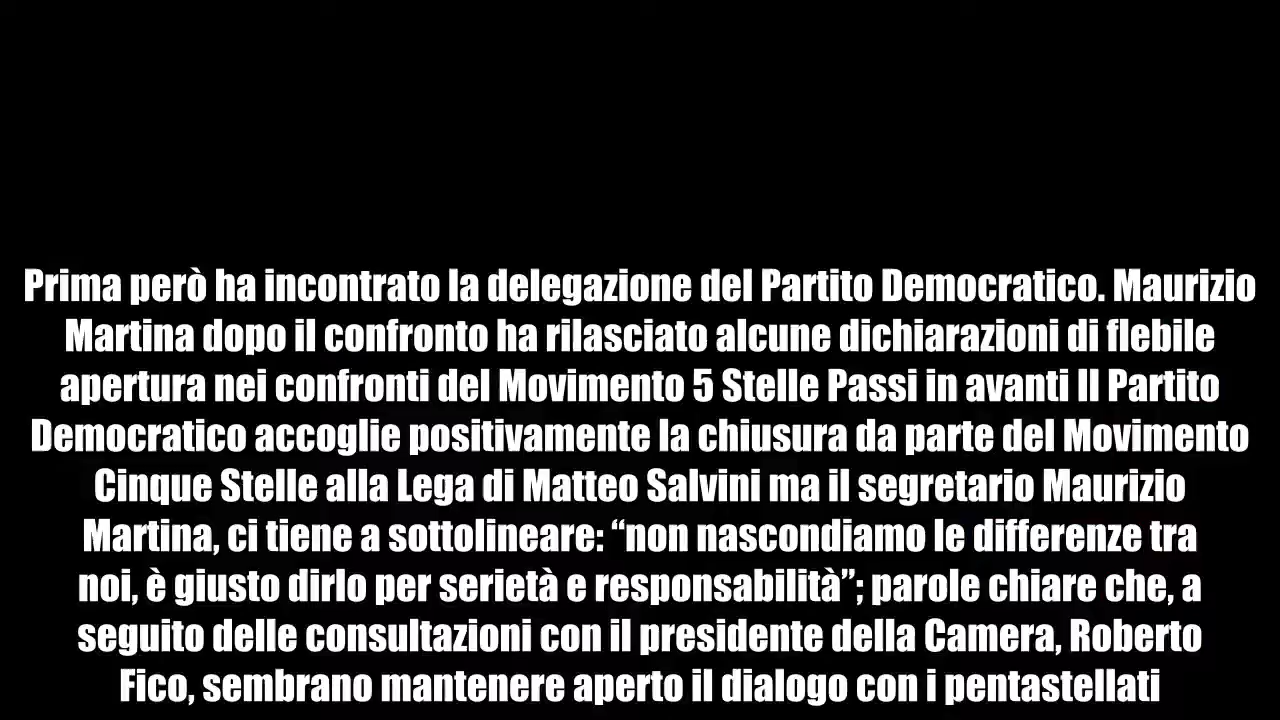 Prima però ha incontrato la delegazione del Partito Democratico. Maurizio
Martina dopo il confronto ha rilasciato alcune dichiarazioni di flebile
apertura nei confronti del Movimento 5 Stelle Passi in avanti Il Partito
Democratico accoglie positivamente la chiusura da parte del Movimento
Cinque Stelle alla Lega di Matteo Salvini ma il segretario Maurizio
Martina, ci tiene a sottolineare: “non nascondiamo le differenze tra
noi, è giusto dirlo per serietà e responsabilità”; parole chiare che, a
seguito delle consultazioni con il presidente della Camera, Roberto
Fico, sembrano mantenere aperto il dialogo con i pentastellati